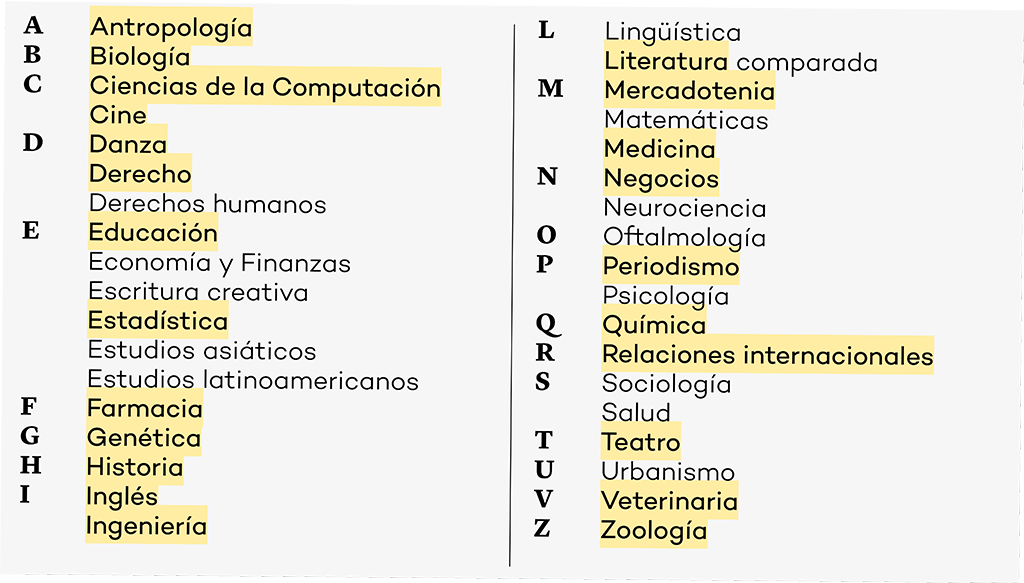 A Antropología
B Biología
C Ciencias de la Computación
Cine
D Danza
Derecho
Derechos humanos
E Educación
Economía y Finanzas
Escritura creativa
Estadística
Estudios asiáticos
Estudios latinoamericanos
F Farmacia
G Genética
H Historia
I Inglés
Ingeniería
L Lingüística
Literatura comparada
M Mercadotenia
Matemáticas
Medicina
N Negocios
Neurociencia
O Oftalmología
P Periodismo
Psicología
Q Química
R Relaciones internacionales
S Sociología
Salud
T Teatro
U Urbanismo
V Veterinaria
Z Zoología